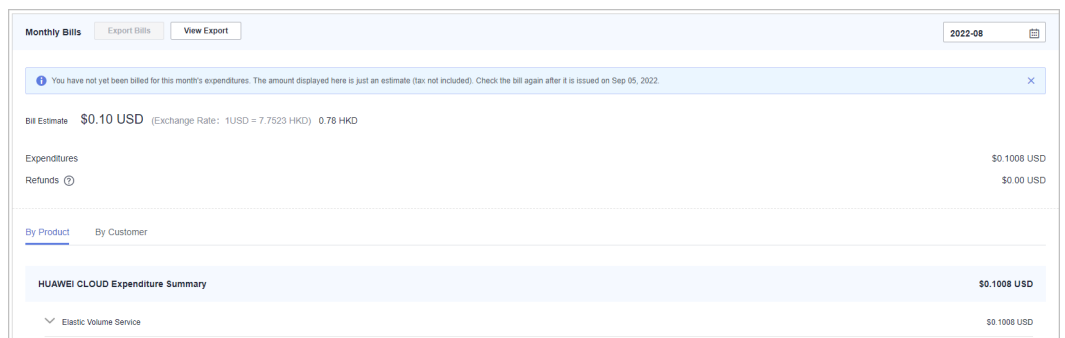 Monthly Bills Export Bills View Export 2022-08
You have not yet been billed for this month's expenditures. The amount displayed here is just an estimate (tax not included). Check the bill again after it is issued on Sep 05, 2022.
Bill Estimate $0.10 USD (Exchange Rate: 1USD = 7.7523 HKD) 0.78 HKD
Expenditures $0.1008 USD
Refunds $0.00 USD
By Product By Customer
HUAWEI CLOUD Expenditure Summary $0.1008 USD
Elastic Volume Service $0.1008 USD